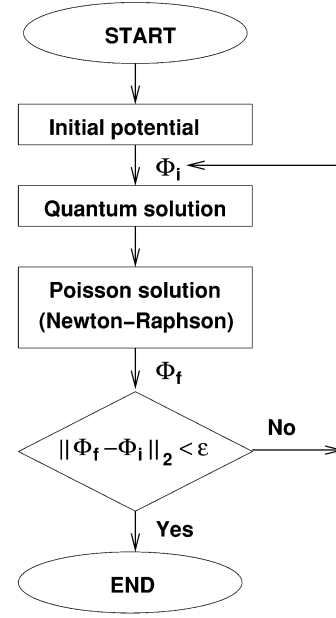 START
Initial potential
Φi
Quantum solution
Poisson solution
(Newton−Raphson)
Φf
||Φf −Φi||2 < ε
No
Yes
END